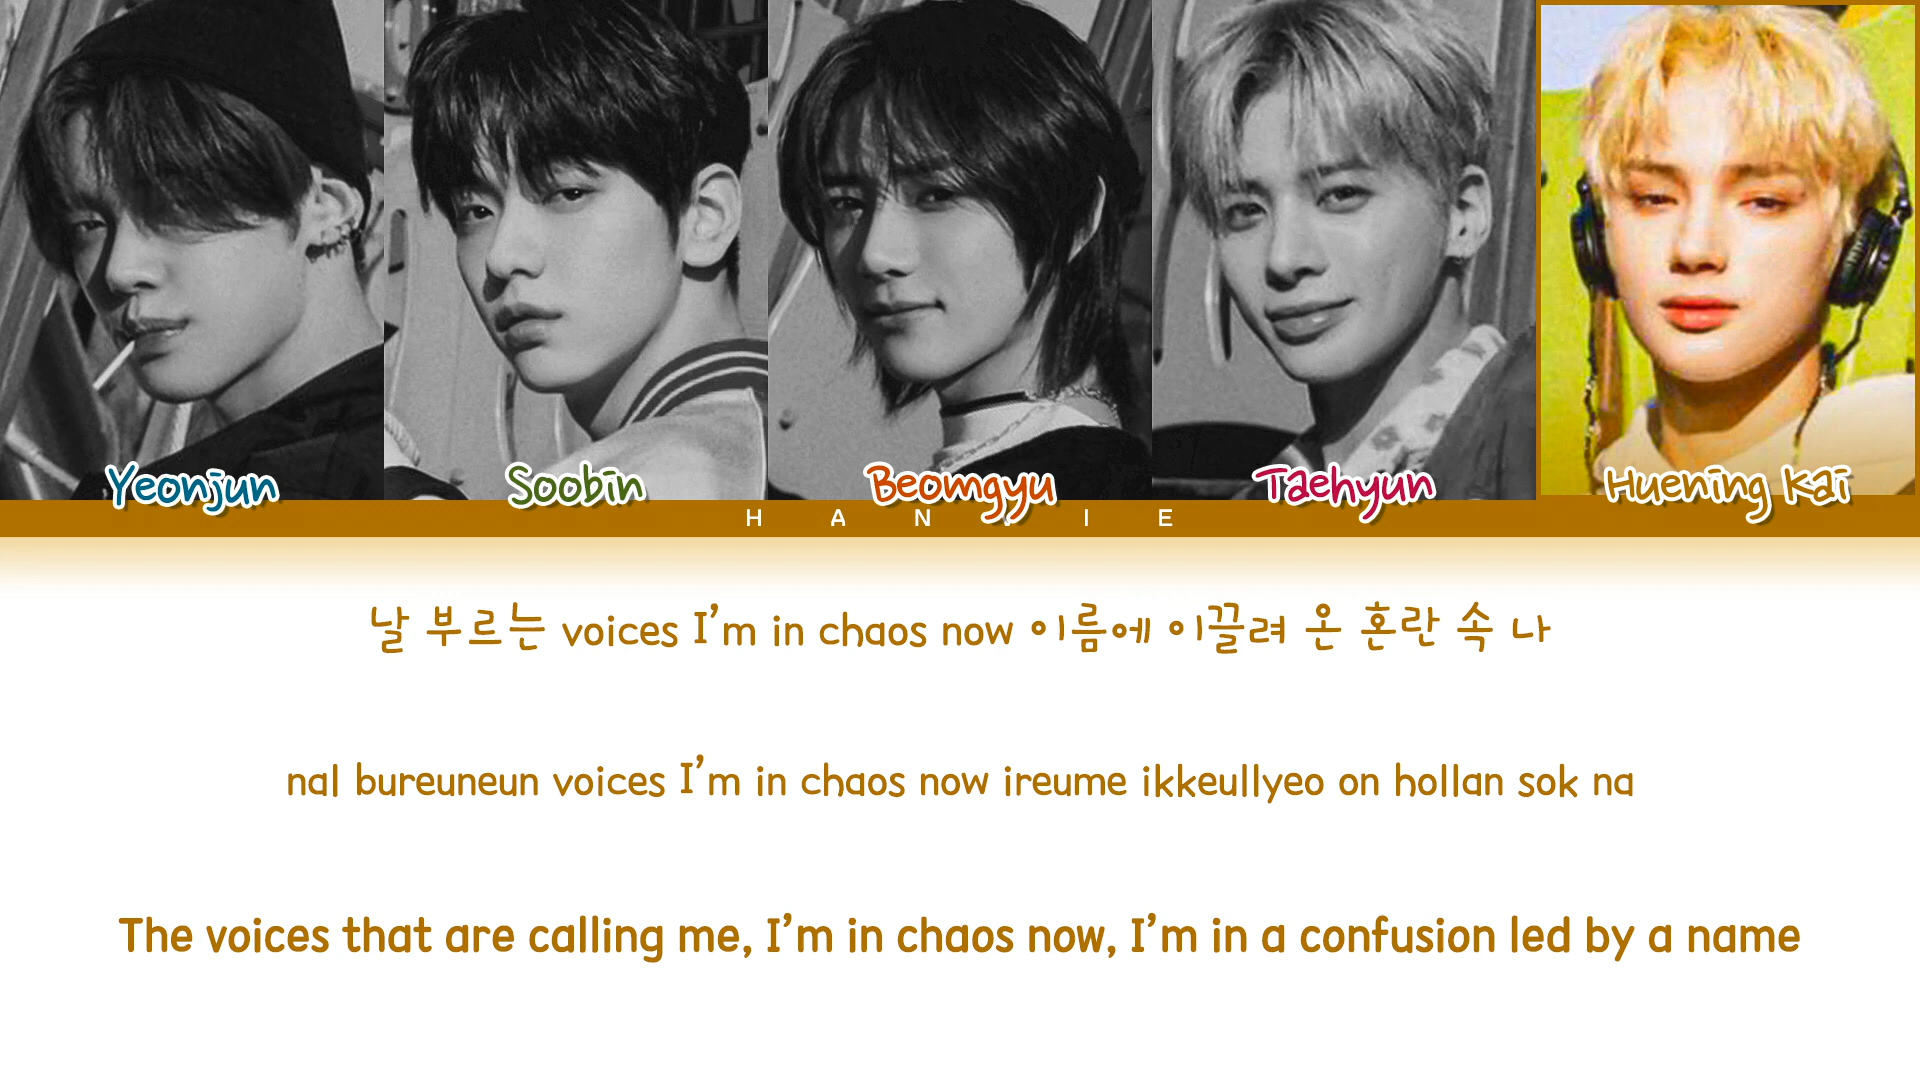 Yeonjun Soobin Beomgyu Taehyun Huening Kai
날 부르는 voices I'm in chaos now 이름에 이끌려 온 혼란 속 나
nal bureuneun voices I'm in chaos now ireume ikkeullyeo on hollan sok na
The voices that are calling me, I'm in chaos now, I'm in a confusion led by a name